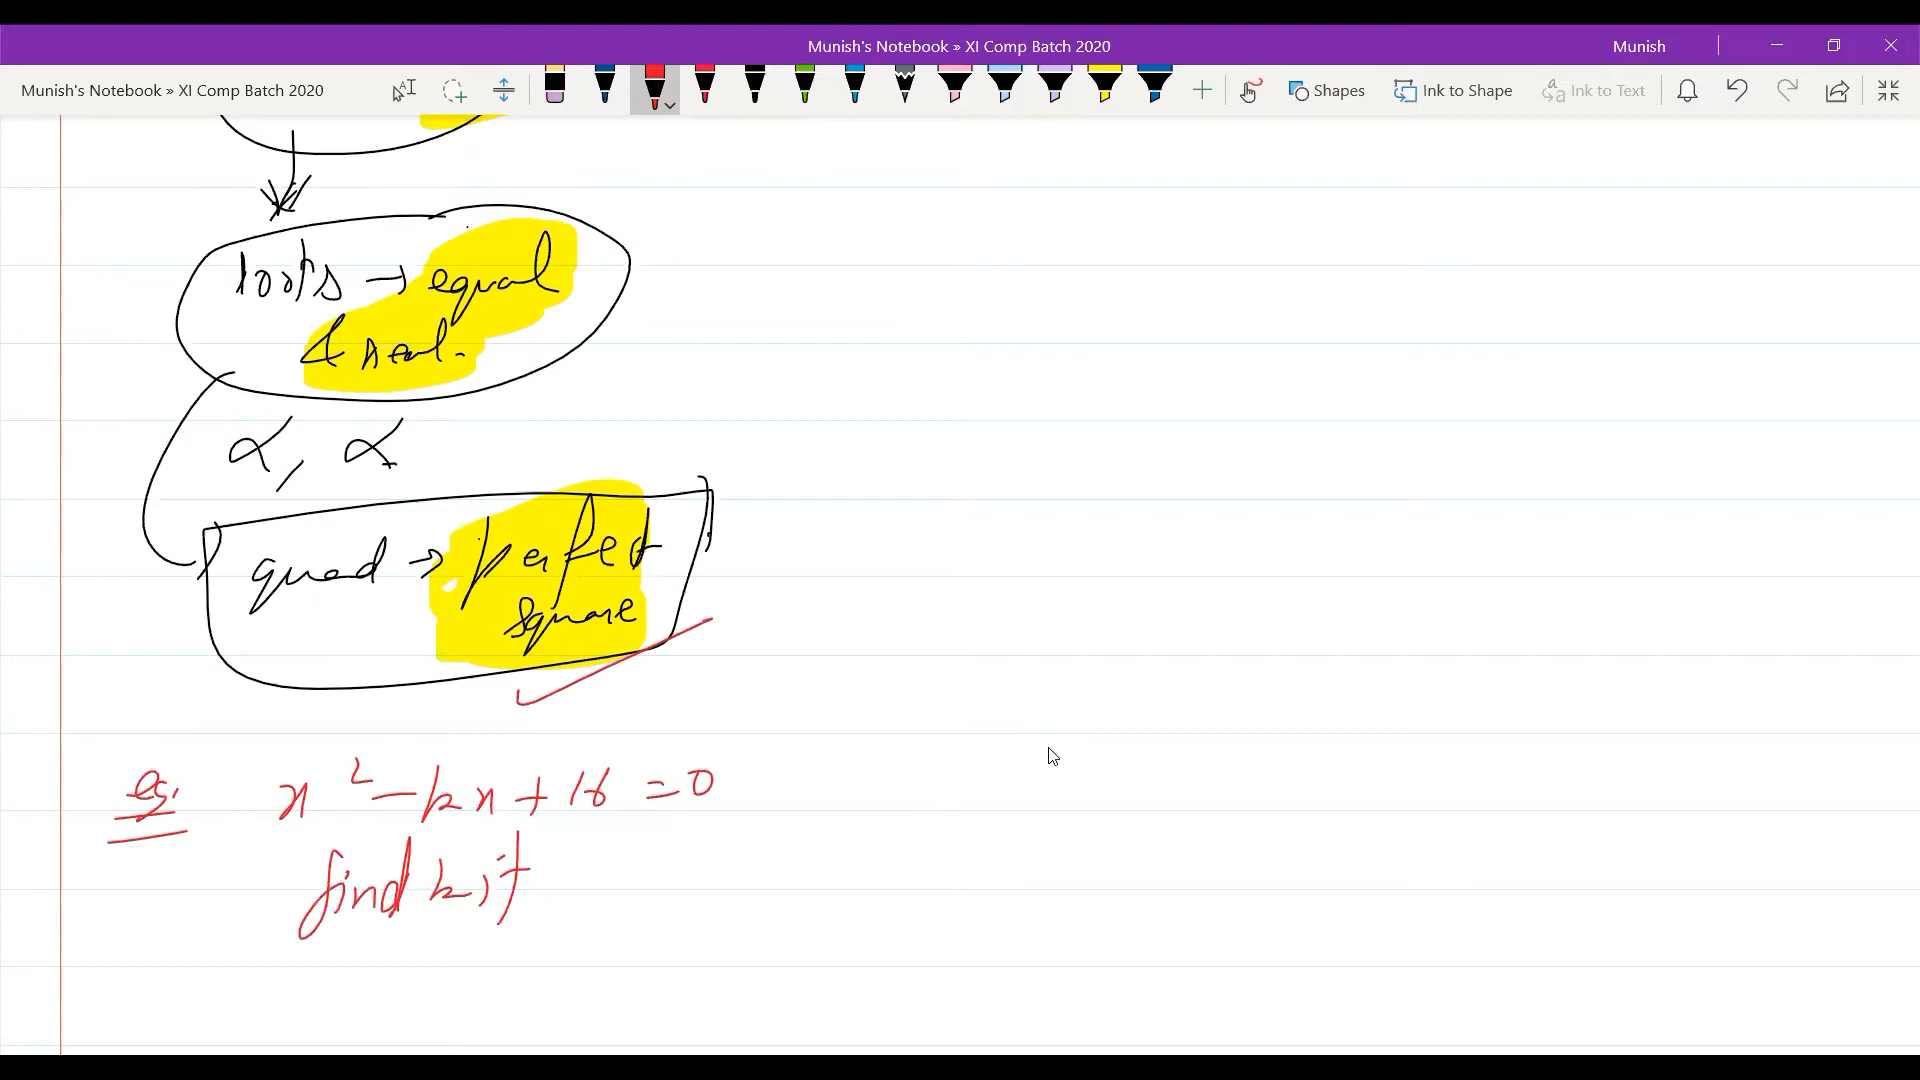 Munish's Notebook » XI Comp Batch 2020
Munish
Munish's Notebook » XI Comp Batch 2020
Shapes
Ink to Shape
Ink to Text
roots → equal
& real.
α, α
quad → perfect
square
eg. x² - kx + 16 = 0
find k if